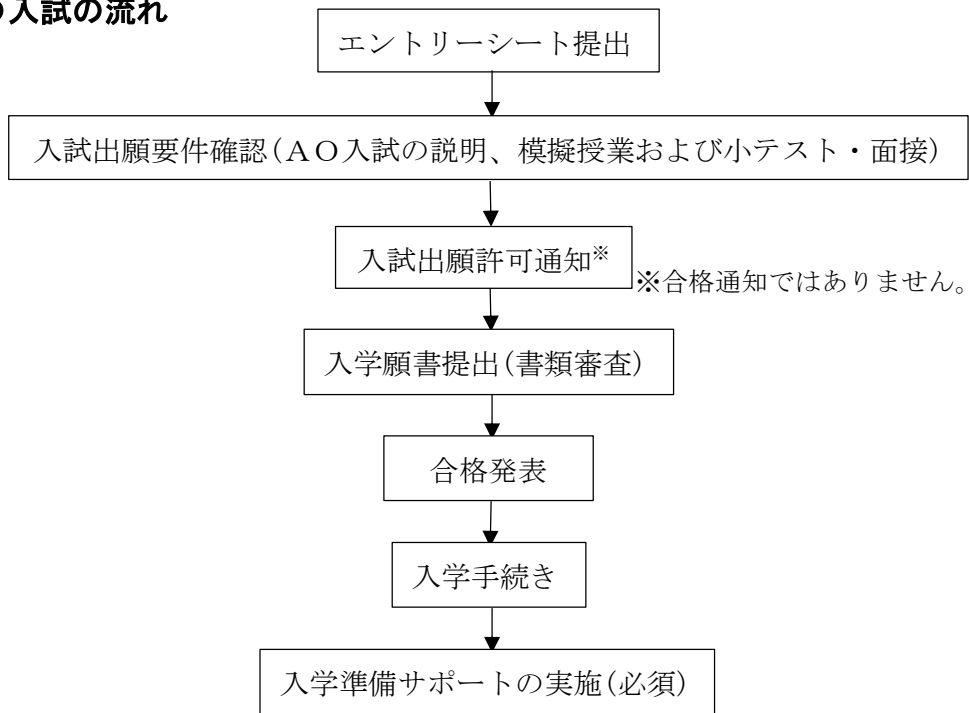 入試の流れ
エントリーシート提出
入試出願要件確認(AO入試の説明、模擬授業および小テスト・面接)
入試出願許可通知※
※合格通知ではありません。
入学願書提出(書類審査)
合格発表
入学手続き
入学準備サポートの実施(必須)